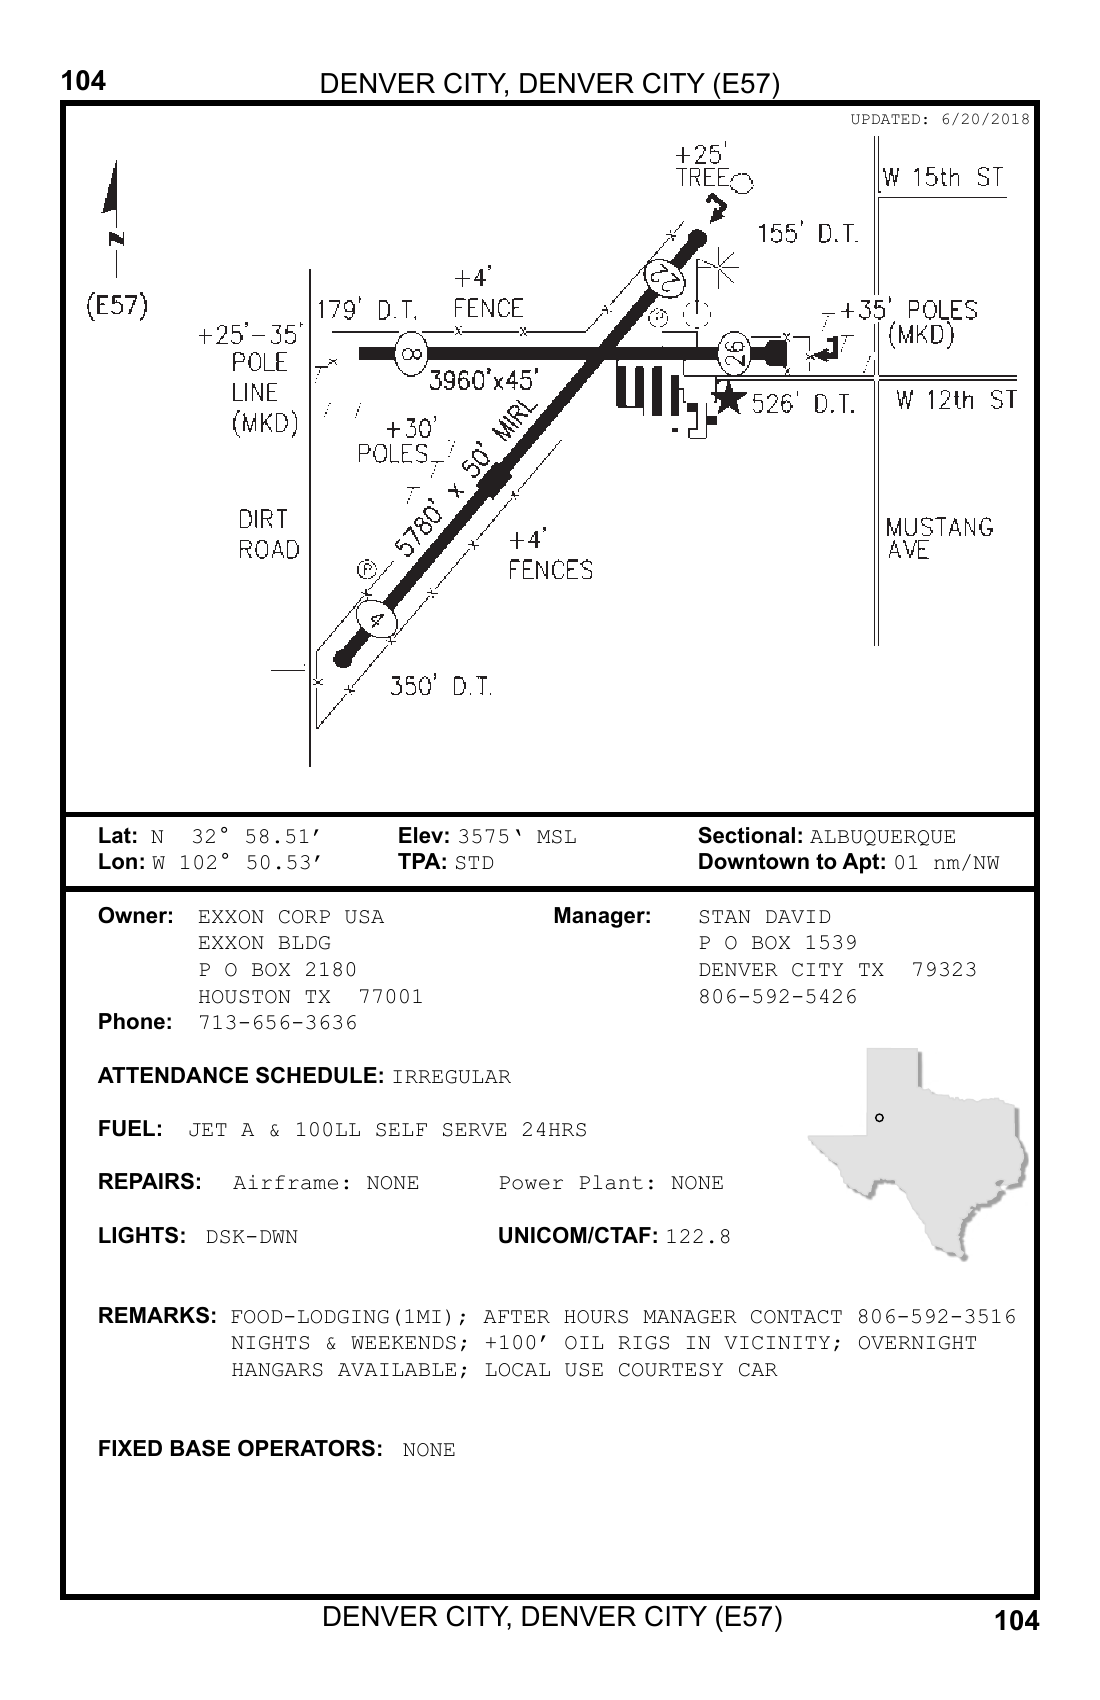 104
DENVER CITY, DENVER CITY (E57)
UPDATED: 6/20/2018
+25'
TREE
W 15th ST
155' D.T.
N
(E57)
22
+4'
FENCE
179' D.T.
+35' POLES
(MKD)
+25'-35'
POLE
LINE
(MKD)
8
26
3960'x45'
526' D.T.
W 12th ST
+30'
POLES
5780' x 50' MIRL
DIRT
ROAD
MUSTANG
AVE
+4'
FENCES
P
P
4
350' D.T.
Lat: N 32° 58.51′
Elev: 3575‘ MSL
Sectional: ALBUQUERQUE
Lon: W 102° 50.53′
TPA: STD
Downtown to Apt: 01 nm/NW
Owner: EXXON CORP USA
EXXON BLDG
P O BOX 2180
HOUSTON TX 77001
Manager: STAN DAVID
P O BOX 1539
DENVER CITY TX 79323
806-592-5426
Phone: 713-656-3636
ATTENDANCE SCHEDULE: IRREGULAR
FUEL: JET A & 100LL SELF SERVE 24HRS
REPAIRS: Airframe: NONE Power Plant: NONE
LIGHTS: DSK-DWN UNICOM/CTAF: 122.8
REMARKS: FOOD-LODGING(1MI); AFTER HOURS MANAGER CONTACT 806-592-3516
NIGHTS & WEEKENDS; +100′ OIL RIGS IN VICINITY; OVERNIGHT
HANGARS AVAILABLE; LOCAL USE COURTESY CAR
FIXED BASE OPERATORS: NONE
DENVER CITY, DENVER CITY (E57)
104